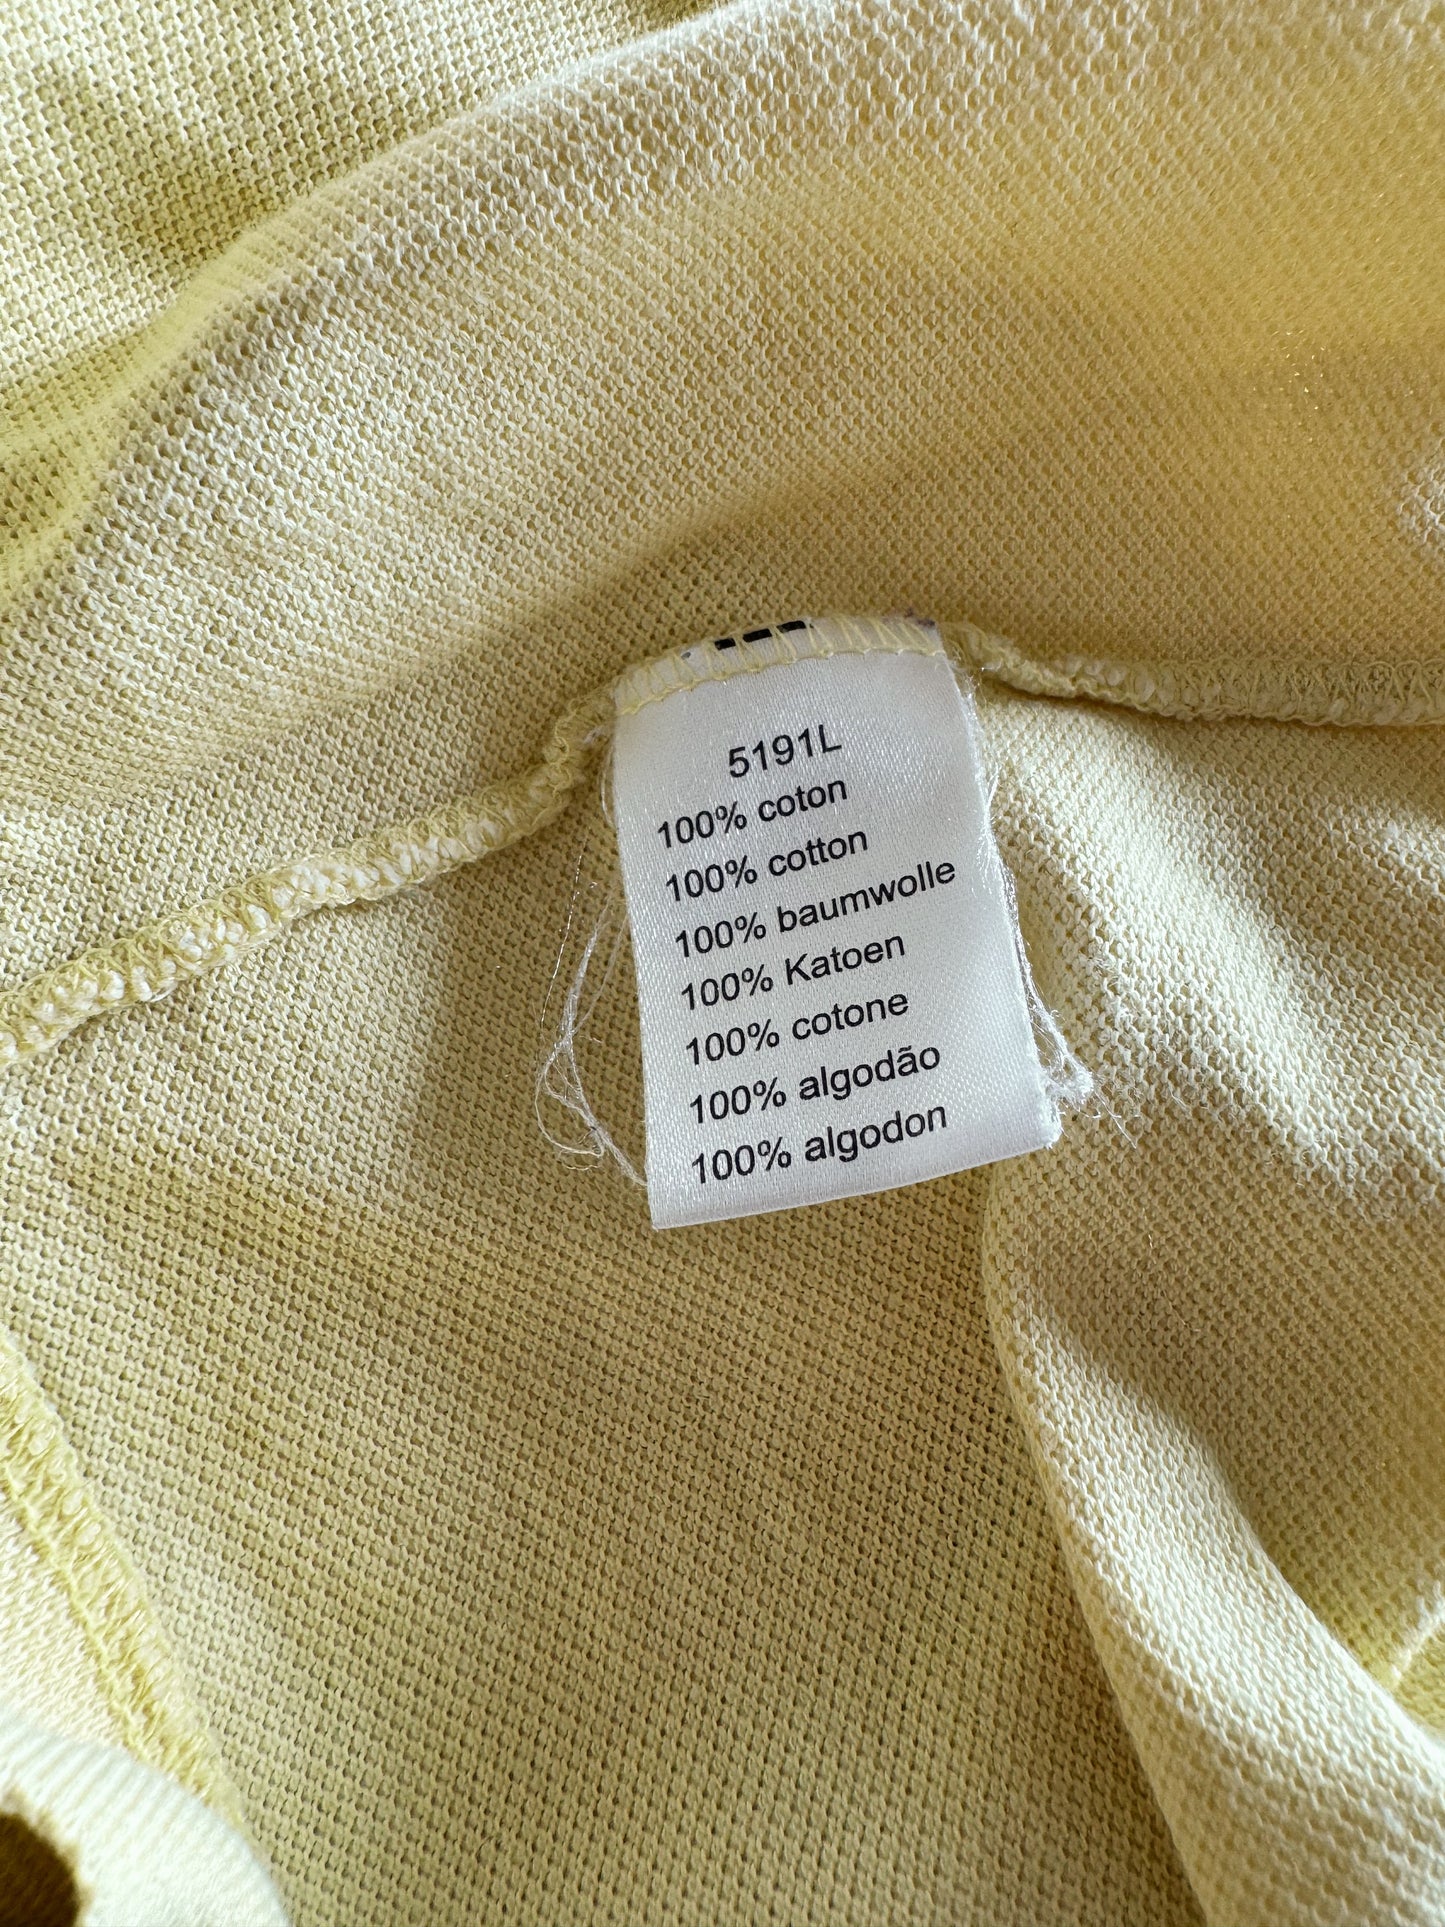 5191L
100% coton
100% cotton
100% baumwolle
100% Katoen
100% cotone
100% algodão
100% algodon